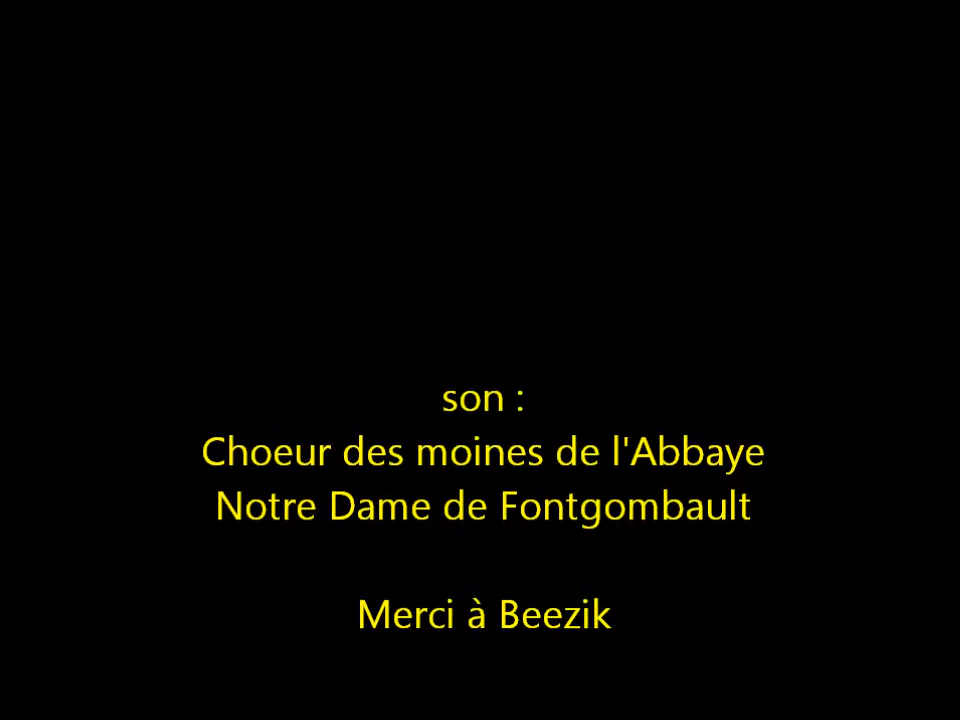 son :
Choeur des moines de l'Abbaye
Notre Dame de Fontgombault
Merci à Beezik